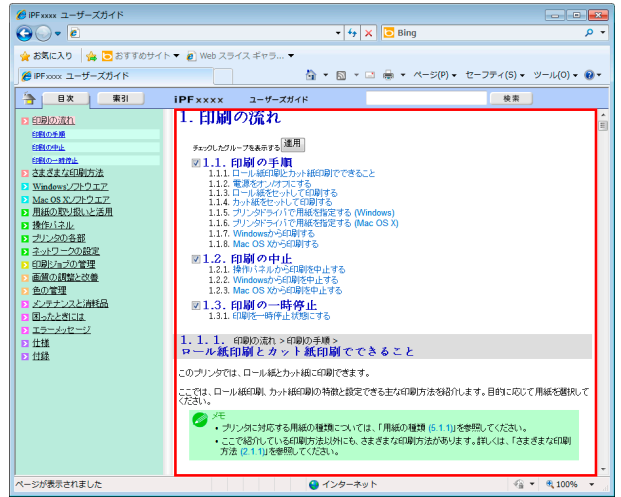 iPFxxxx ユーザーズガイド
Bing
お気に入り おすすめサイト Web スライス ギャラ...
iPFxxxx ユーザーズガイド
ページ(P) セーフティ(S) ツール(O)
目次 索引 iPFxxxx ユーザーズガイド 検索
印刷の流れ
印刷の手順
印刷の中止
印刷の一時停止
さまざまな印刷方法
Windowsソフトウエア
Mac OS Xソフトウエア
用紙の取り扱いと活用
操作パネル
プリンタの各部
ネットワークの設定
印刷ジョブの管理
画質の調整と改善
色の管理
メンテナンスと消耗品
困ったときには
エラーメッセージ
仕様
付録
1. 印刷の流れ
チェックしたグループを表示する 適用
1.1. 印刷の手順
1.1.1. ロール紙印刷とカット紙印刷でできること
1.1.2. 電源をオン/オフにする
1.1.3. ロール紙をセットして印刷する
1.1.4. カット紙をセットして印刷する
1.1.5. プリンタドライバで用紙を指定する (Windows)
1.1.6. プリンタドライバで用紙を指定する (Mac OS X)
1.1.7. Windowsから印刷する
1.1.8. Mac OS Xから印刷する
1.2. 印刷の中止
1.2.1. 操作パネルから印刷を中止する
1.2.2. Windowsから印刷を中止する
1.2.3. Mac OS Xから印刷を中止する
1.3. 印刷の一時停止
1.3.1. 印刷を一時停止状態にする
1.1.1. 印刷の流れ > 印刷の手順 >
ロール紙印刷とカット紙印刷でできること
このプリンタでは、ロール紙とカット紙に印刷できます。
ここでは、ロール紙印刷、カット紙印刷の特徴と設定できる主な印刷方法を紹介します。目的に応じて用紙を選択して
ください。
メモ
• プリンタに対応する用紙の種類については、「用紙の種類 (5.1.1)」を参照してください。
• ここで紹介している印刷方法以外にも、さまざまな印刷方法があります。詳しくは、「さまざまな印刷
方法 (2.1.1)」を参照してください。
ページが表示されました インターネット 100%